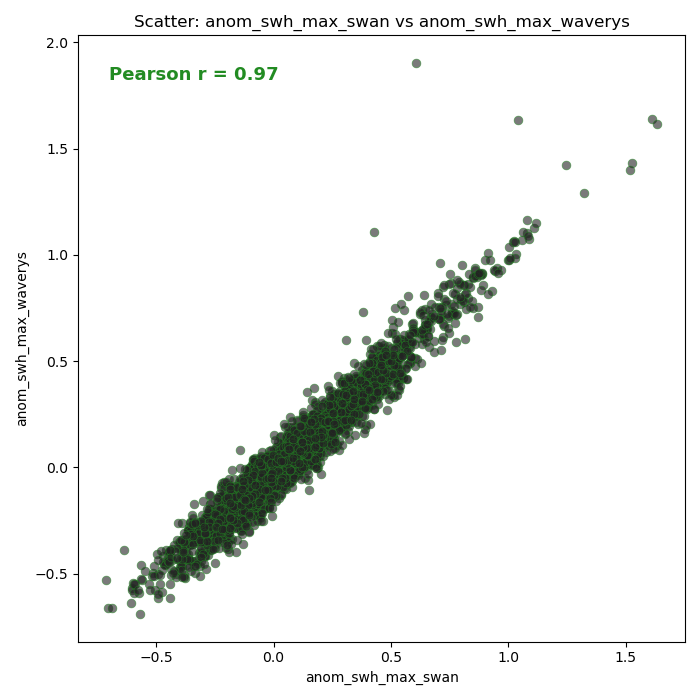 Scatter: anom_swh_max_swan vs anom_swh_max_waverys
Pearson r = 0.97
anom_swh_max_waverys
2.0
1.5
1.0
0.5
0.0
−0.5
−0.5 0.0 0.5 1.0 1.5
anom_swh_max_swan